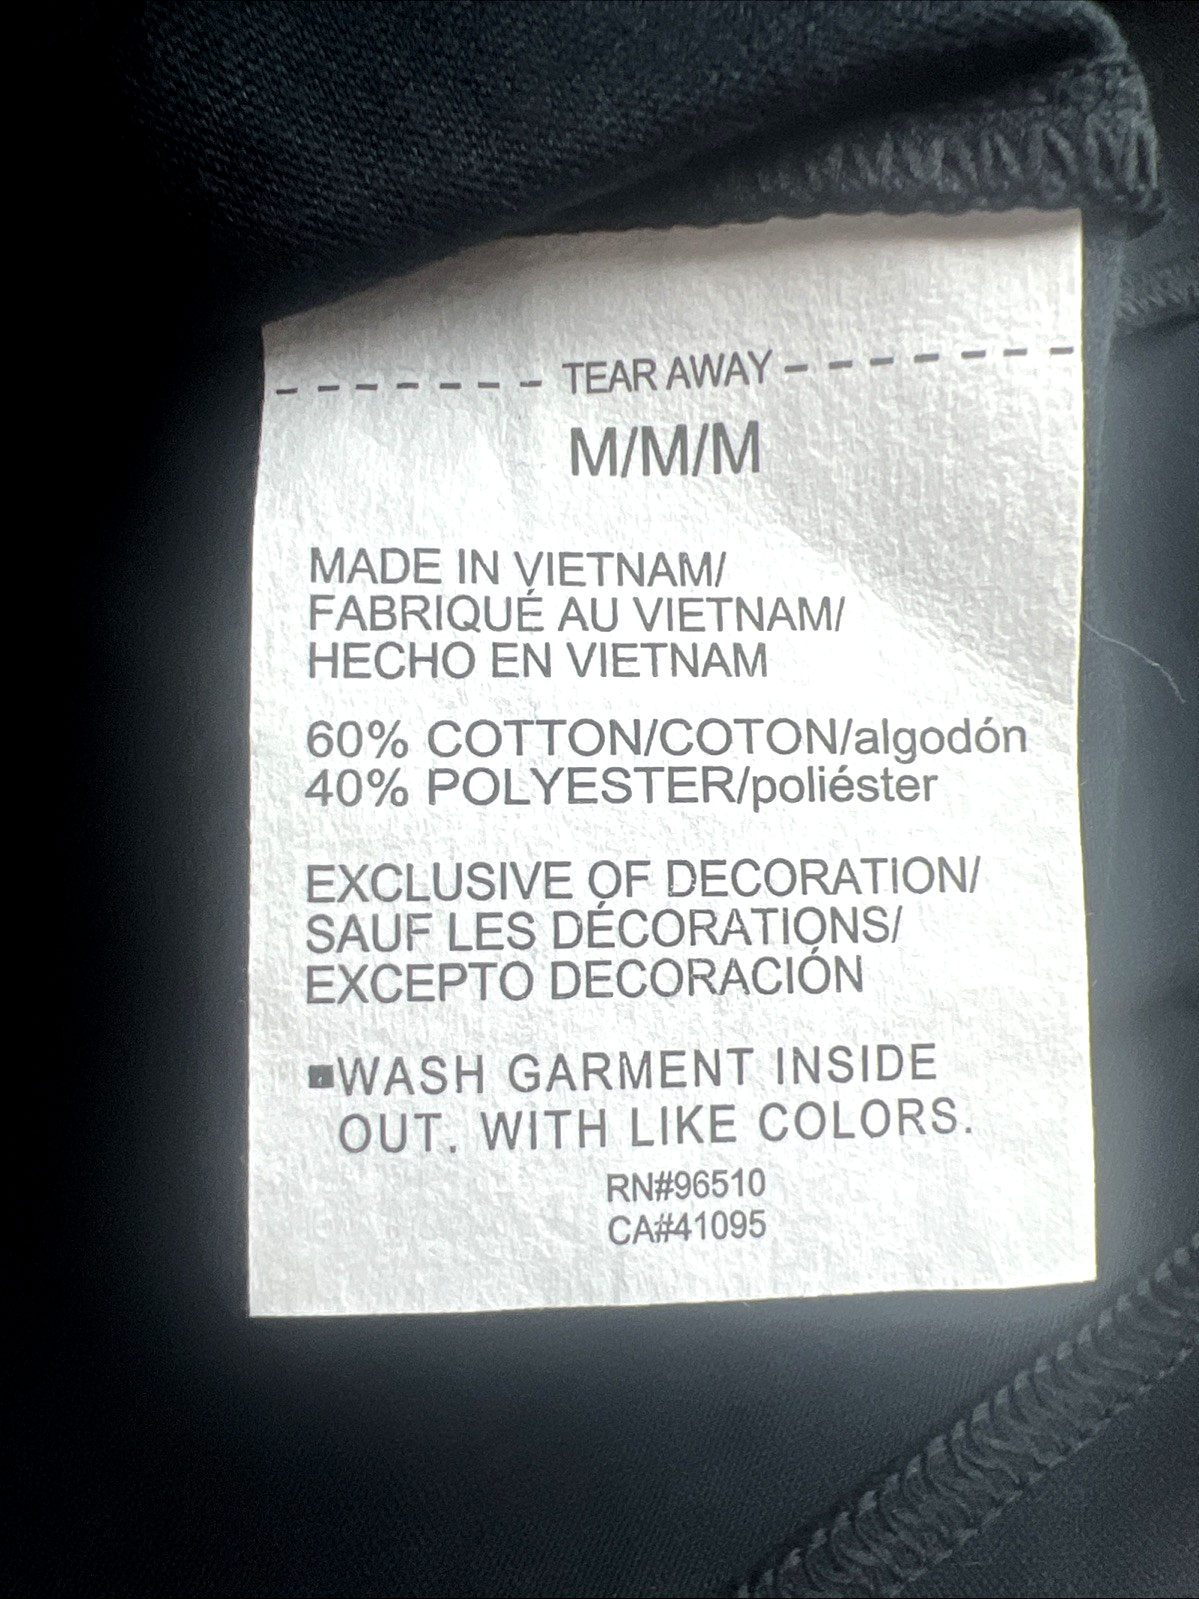 TEAR AWAY
M/M/M
MADE IN VIETNAM/
FABRIQUÉ AU VIETNAM/
HECHO EN VIETNAM
60% COTTON/COTON/algodón
40% POLYESTER/poliéster
EXCLUSIVE OF DECORATION/
SAUF LES DÉCORATIONS/
EXCEPTO DECORACIÓN
▪WASH GARMENT INSIDE
OUT. WITH LIKE COLORS.
RN#96510
CA#41095